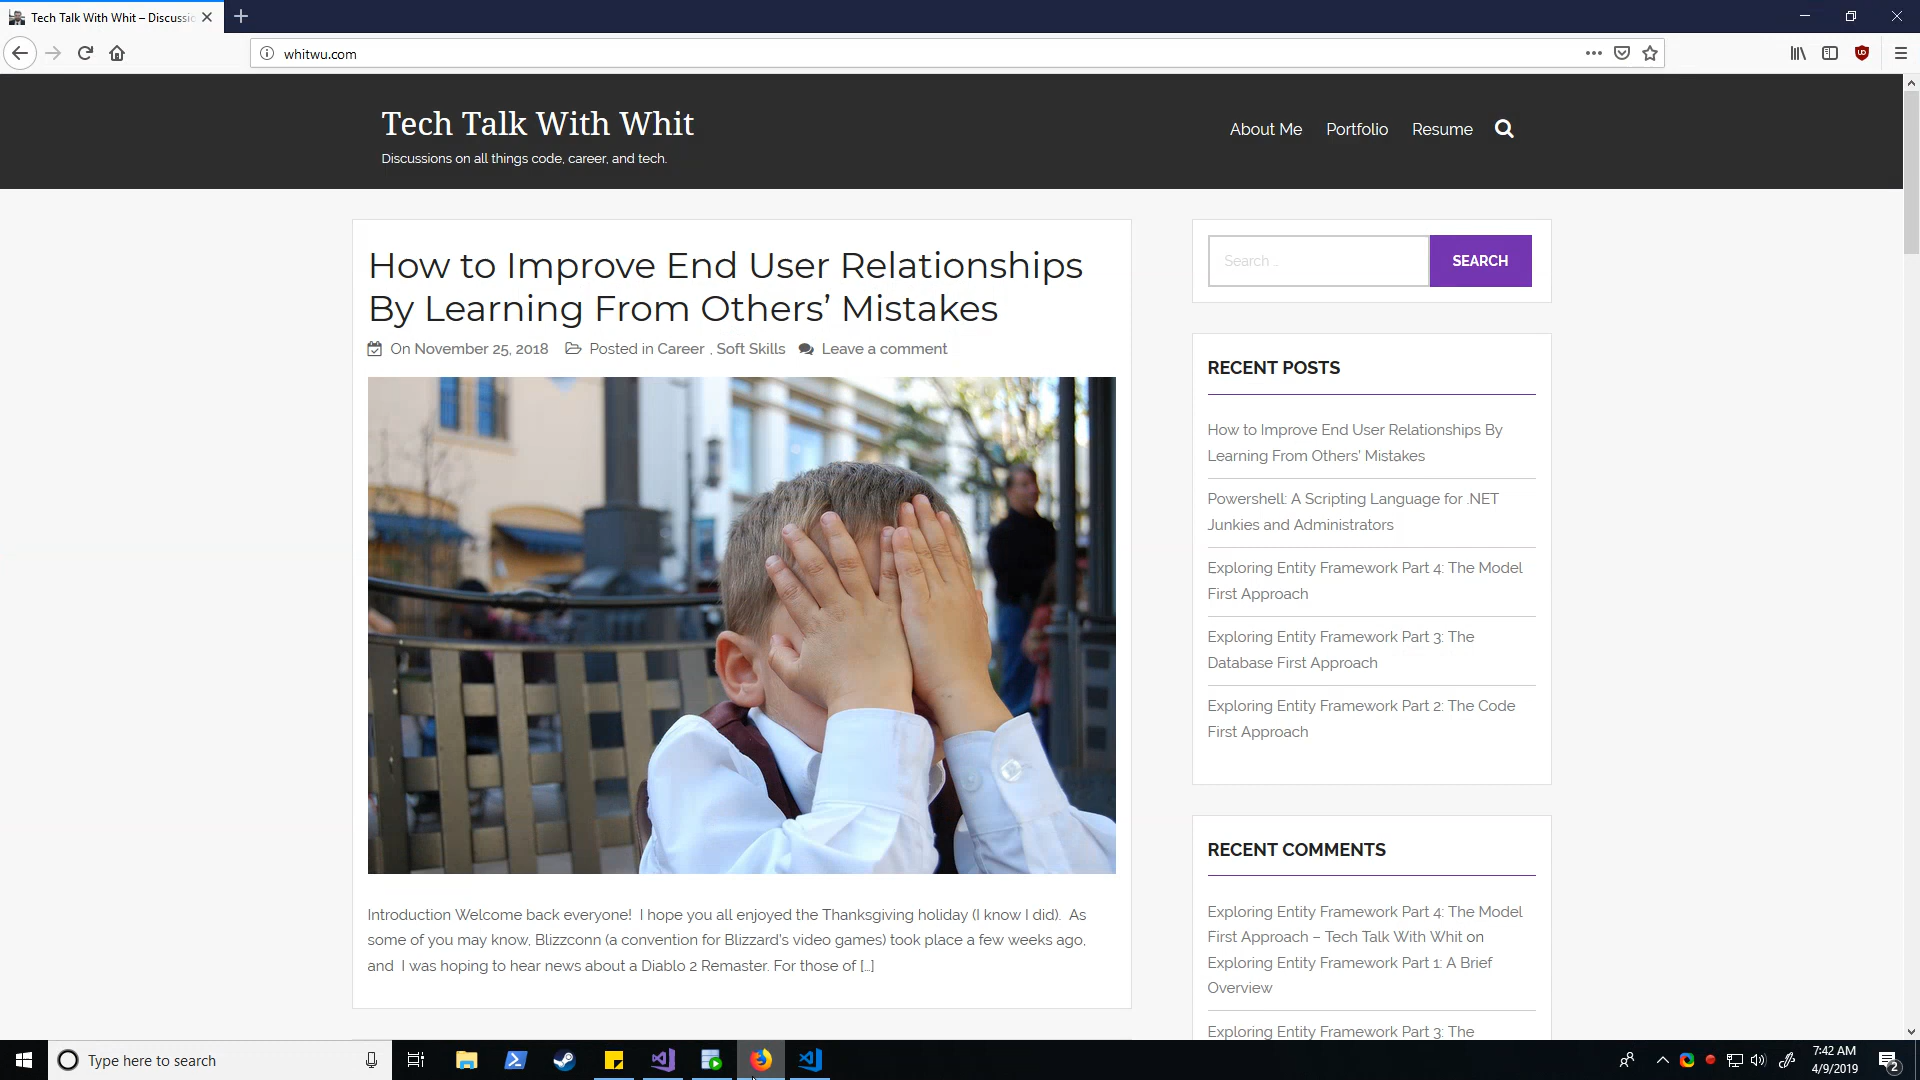 Tech Talk With Whit – Discussio
whitwu.com
Tech Talk With Whit
Discussions on all things code, career, and tech.
About Me
Portfolio
Resume
How to Improve End User Relationships
By Learning From Others’ Mistakes
On November 25, 2018 Posted in Career , Soft Skills Leave a comment
Introduction Welcome back everyone!  I hope you all enjoyed the Thanksgiving holiday (I know I did).  As
some of you may know, Blizzconn (a convention for Blizzard’s video games) took place a few weeks ago,
and  I was hoping to hear news about a Diablo 2 Remaster. For those of […]
Search …
SEARCH
RECENT POSTS
How to Improve End User Relationships By
Learning From Others’ Mistakes
Powershell: A Scripting Language for .NET
Junkies and Administrators
Exploring Entity Framework Part 4: The Model
First Approach
Exploring Entity Framework Part 3: The
Database First Approach
Exploring Entity Framework Part 2: The Code
First Approach
RECENT COMMENTS
Exploring Entity Framework Part 4: The Model
First Approach – Tech Talk With Whit on
Exploring Entity Framework Part 1: A Brief
Overview
Exploring Entity Framework Part 3: The
Type here to search
7:42 AM
4/9/2019
2